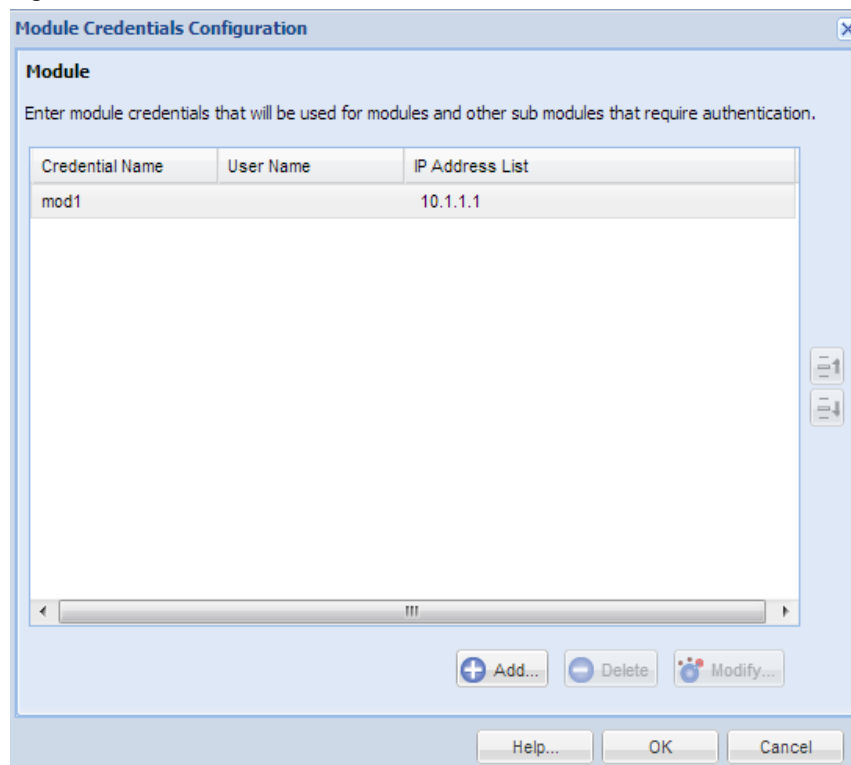 Module Credentials Configuration
Module
Enter module credentials that will be used for modules and other sub modules that require authentication.
Credential Name User Name IP Address List
mod1 10.1.1.1
Add... Delete Modify...
Help... OK Cancel